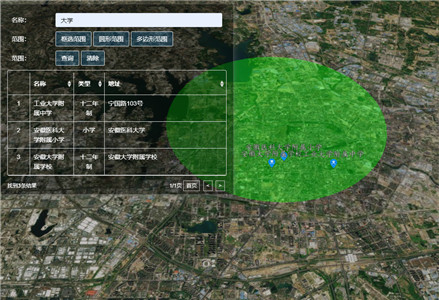 名称: 大学
范围: 框选范围 圆形范围 多边形范围
范围: 查询 清除
名称 类型 地址
1 工业大学附属中学 十二年制 宁国路103号
2 安徽医科大学附属小学 小学 安徽医科大学
3 安徽大学附属学校 十二年制 安徽大学附属学校
找到3条结果 1/1页 首页 < >